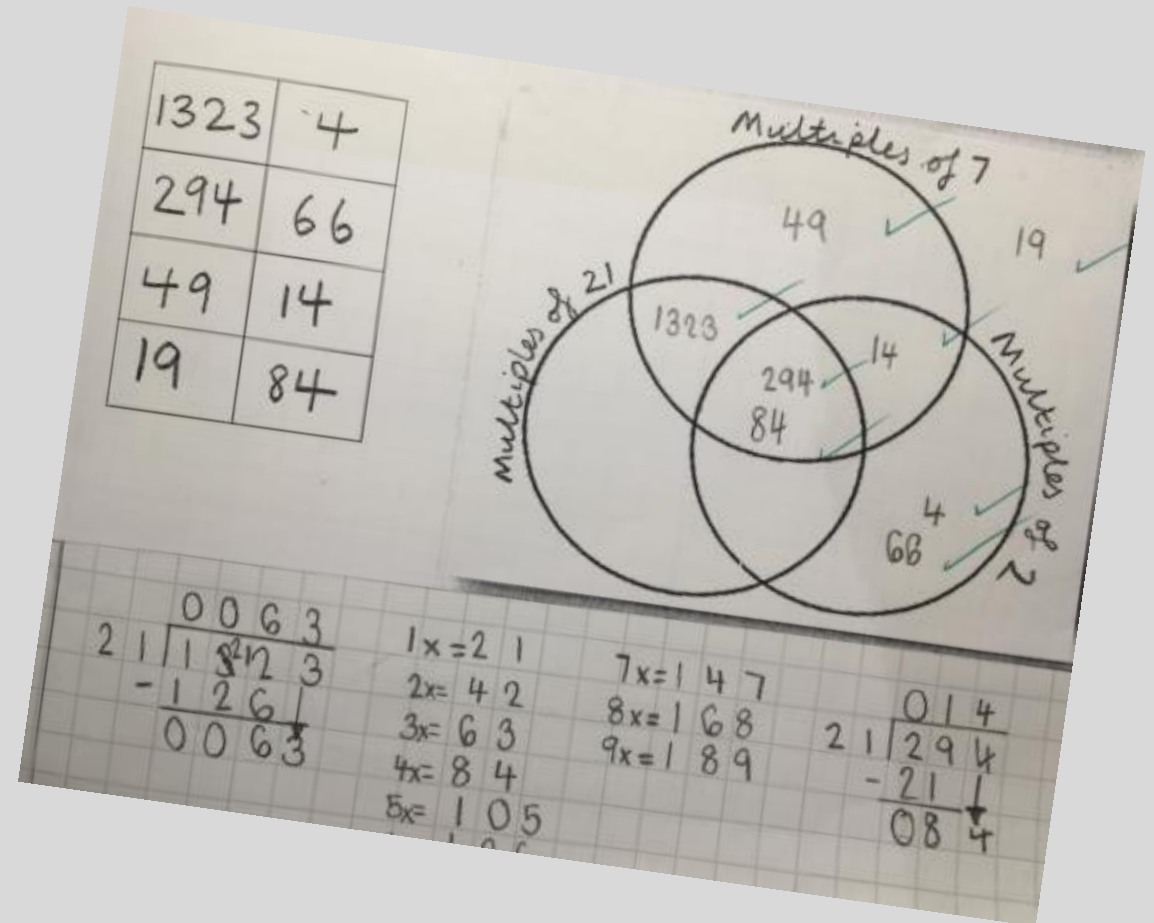 1323 4
294 66
49 14
19 84
Multiples of 7
49
19
Multiples of 21
1323
14
294
84
Multiples of 2
4
66
0063
21 1323
- 126
0063
1x = 21
2x= 42
3x= 63
4x= 84
5x= 105
7x= 147
8x= 168
9x= 189
014
21 294
- 21
084